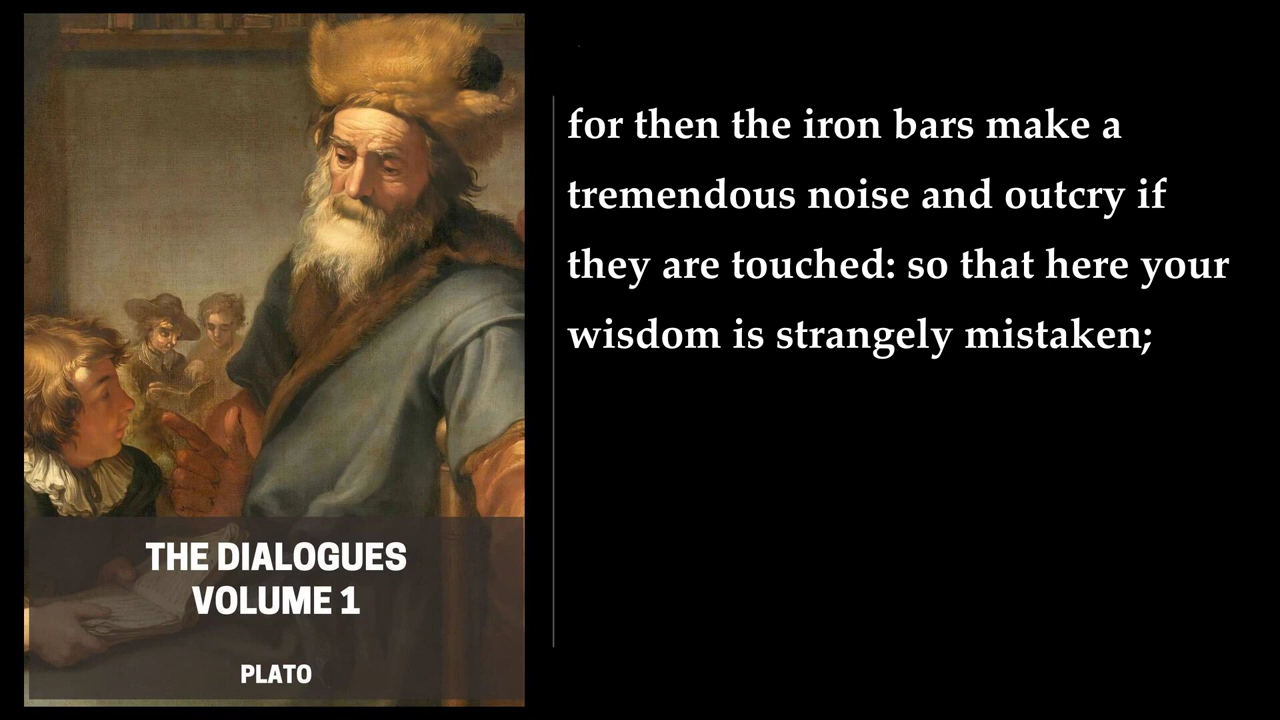 for then the iron bars make a
tremendous noise and outcry if
they are touched: so that here your
wisdom is strangely mistaken;
THE DIALOGUES
VOLUME 1
PLATO